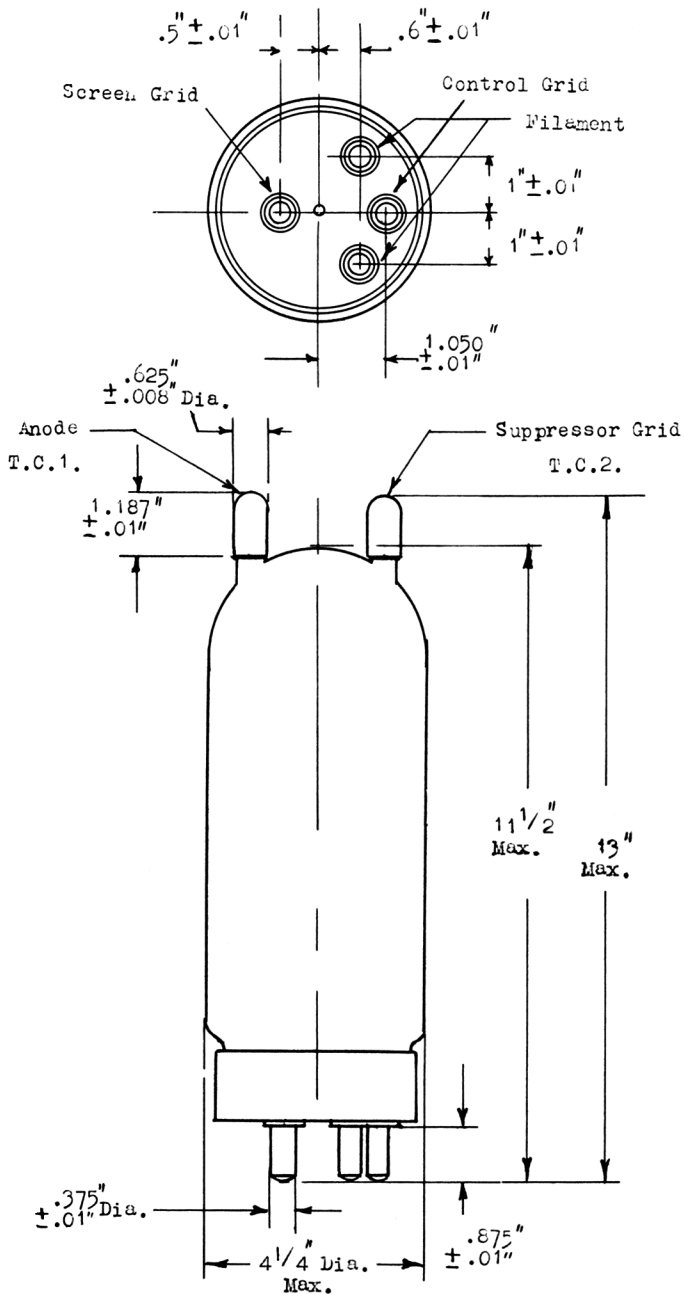 .5"±.01"
.6"±.01"
Screen Grid
Control Grid
Filament
1"±.01"
1"±.01"
1.050"
±.01"
.625"
±.008" Dia.
Anode
T.C.1.
Suppressor Grid
T.C.2.
1.187"
±.01"
11 1/2"
Max.
13"
Max.
.375" Dia.
±.01"
.875"
±.01"
4 1/4" Dia.
Max.